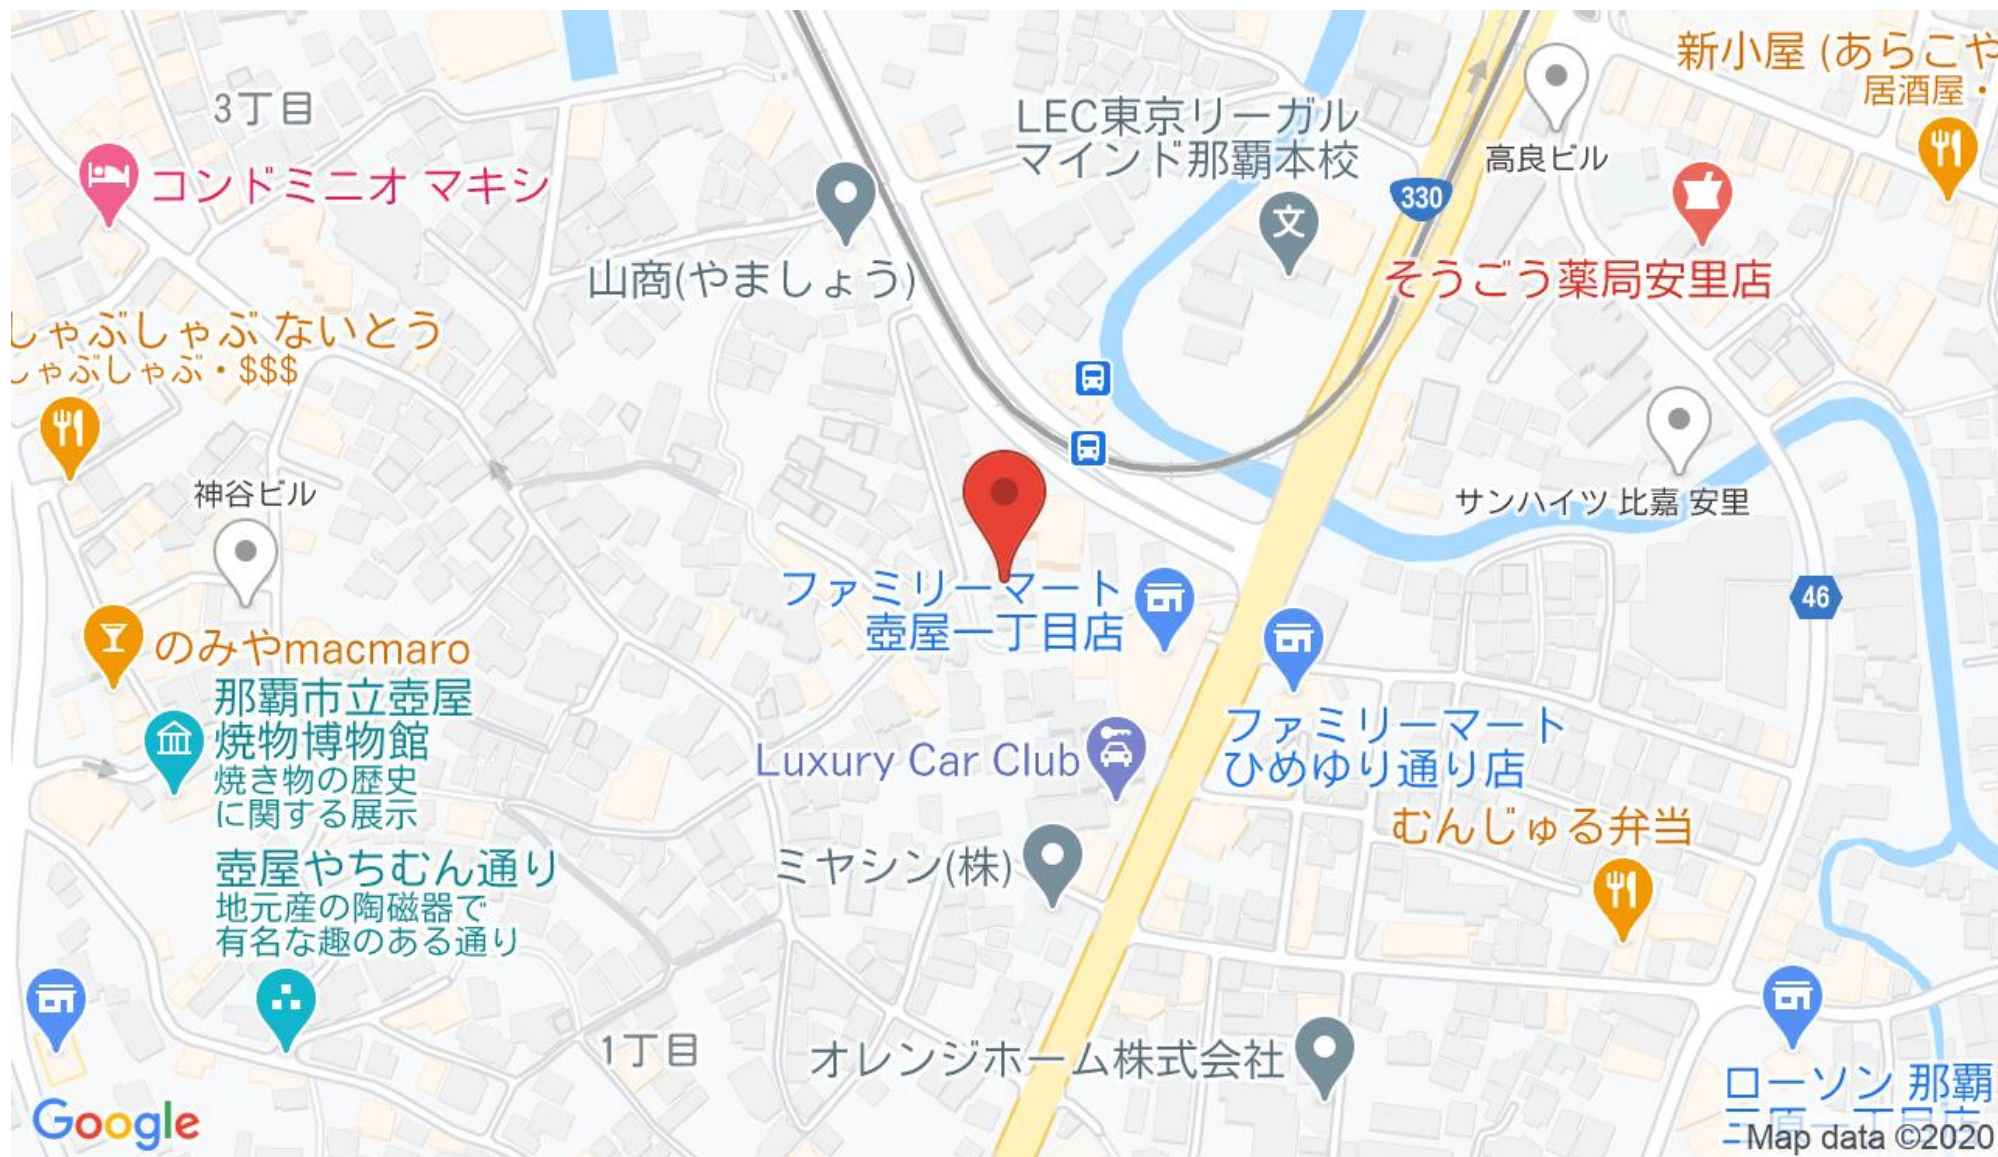 新小屋 (あらこや
居酒屋・
3丁目
LEC東京リーガル
マインド那覇本校
高良ビル
330
コンドミニオ マキシ
文
山商(やましょう)
そうごう薬局安里店
しゃぶしゃぶ ないとう
しゃぶしゃぶ・$$$
神谷ビル
サンハイツ 比嘉 安里
ファミリーマート
壺屋一丁目店
46
のみやmacmaro
那覇市立壺屋
焼物博物館
焼き物の歴史
に関する展示
Luxury Car Club
ファミリーマート
ひめゆり通り店
むんじゅる弁当
ミヤシン(株)
壺屋やちむん通り
地元産の陶磁器で
有名な趣のある通り
1丁目
オレンジホーム株式会社
ローソン 那覇
三原一丁目店
Google
Map data ©2020